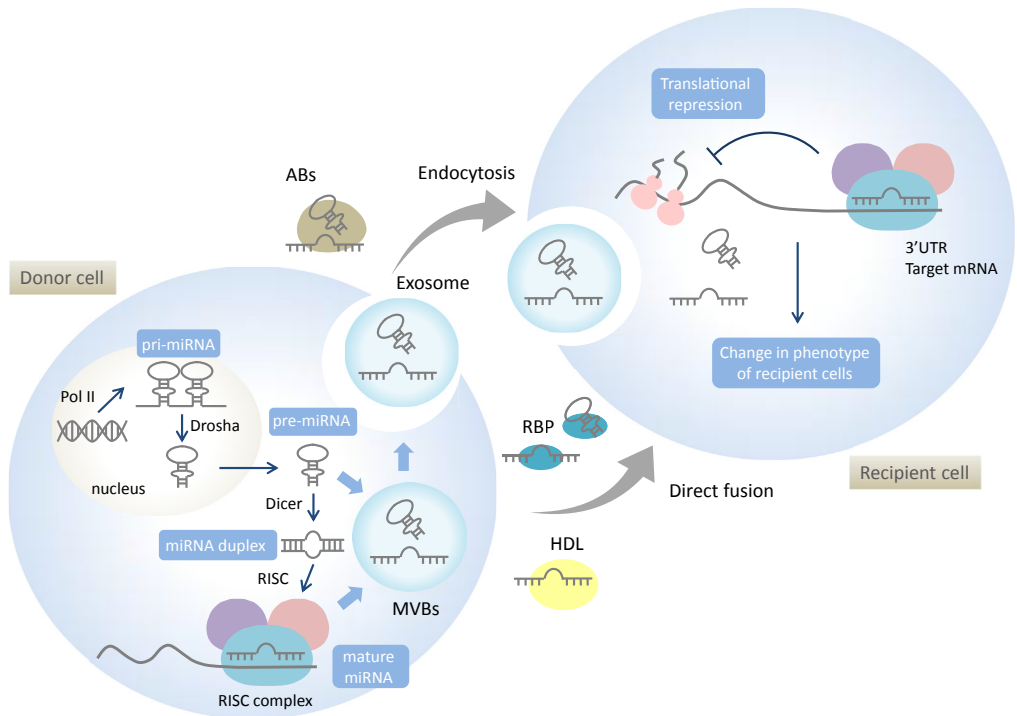 Translational
repression
ABs
Endocytosis
3'UTR
Target mRNA
Donor cell
Exosome
pri-miRNA
Change in phenotype
of recipient cells
Pol II
pre-miRNA
Drosha
RBP
nucleus
Recipient cell
Direct fusion
Dicer
miRNA duplex
HDL
RISC
MVBs
mature
miRNA
RISC complex